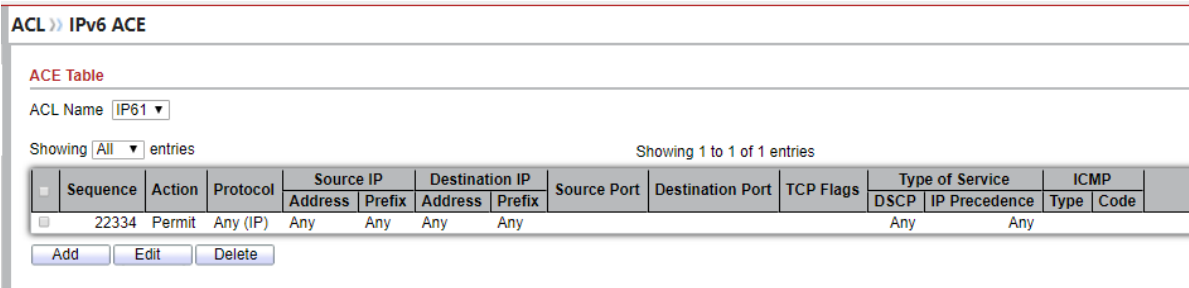 ACL » IPv6 ACE
ACE Table
ACL Name IP61 ▼
Showing All ▼ entries Showing 1 to 1 of 1 entries
Sequence Action Protocol Source IP Destination IP Source Port Destination Port TCP Flags Type of Service ICMP
Address Prefix Address Prefix DSCP IP Precedence Type Code
22334 Permit Any (IP) Any Any Any Any Any Any
Add Edit Delete